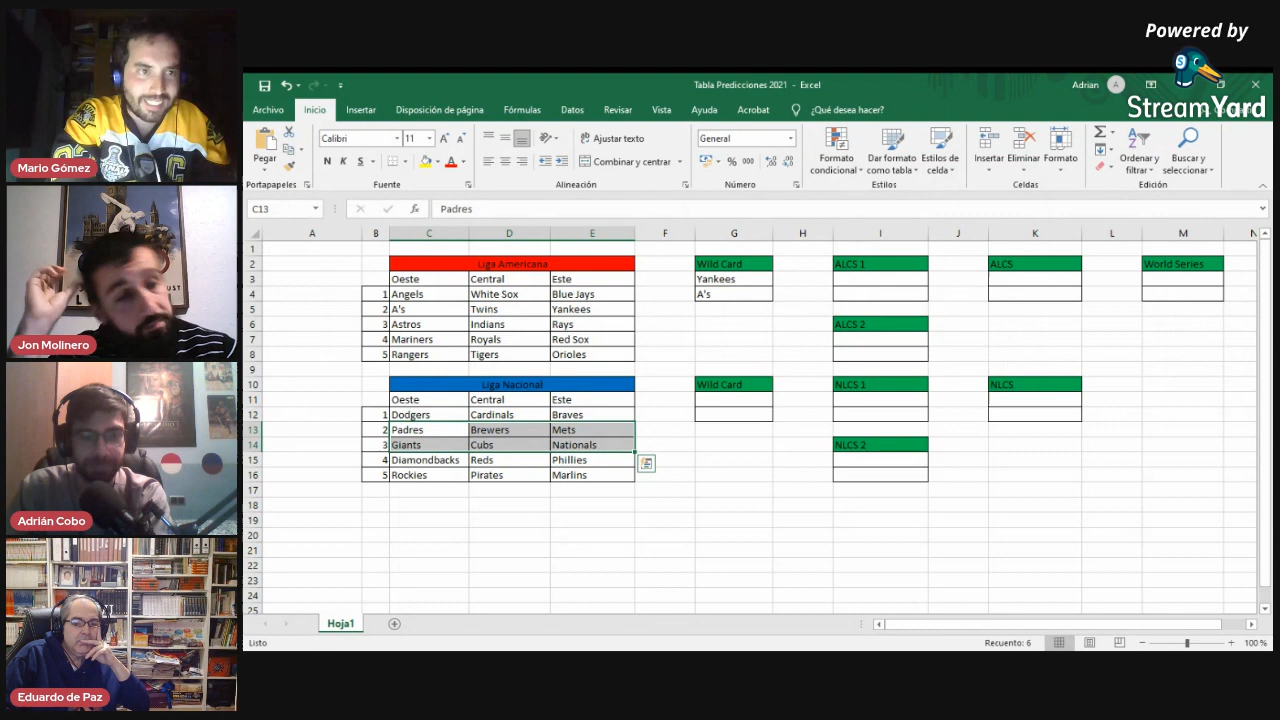 Powered by
StreamYard
Mario Gómez
Jon Molinero
Adrián Cobo
Eduardo de Paz
Tabla Predicciones 2021 - Excel
Adrian
A
Archivo Inicio Insertar Disposición de página Fórmulas Datos Revisar Vista Ayuda Acrobat ¿Qué desea hacer?
Pegar
Calibri 11
N K S
Ajustar texto
Combinar y centrar
General
% 000
Formato condicional
Dar formato como tabla
Estilos de celda
Insertar Eliminar Formato
Ordenar y filtrar
Buscar y seleccionar
Portapapeles Fuente Alineación Número Estilos Celdas Edición
C13 fx Padres
A B C D E F G H I J K L M N
1
2 Liga Americana Wild Card ALCS 1 ALCS World Series
3 Oeste Central Este Yankees
4 1 Angels White Sox Blue Jays A's
5 2 A's Twins Yankees
6 3 Astros Indians Rays ALCS 2
7 4 Mariners Royals Red Sox
8 5 Rangers Tigers Orioles
9
10 Liga Nacional Wild Card NLCS 1 NLCS
11 Oeste Central Este
12 1 Dodgers Cardinals Braves
13 2 Padres Brewers Mets
14 3 Giants Cubs Nationals NLCS 2
15 4 Diamondbacks Reds Phillies
16 5 Rockies Pirates Marlins
17
18
19
20
21
22
23
24
25
Hoja1
Listo
Recuento: 6
100 %